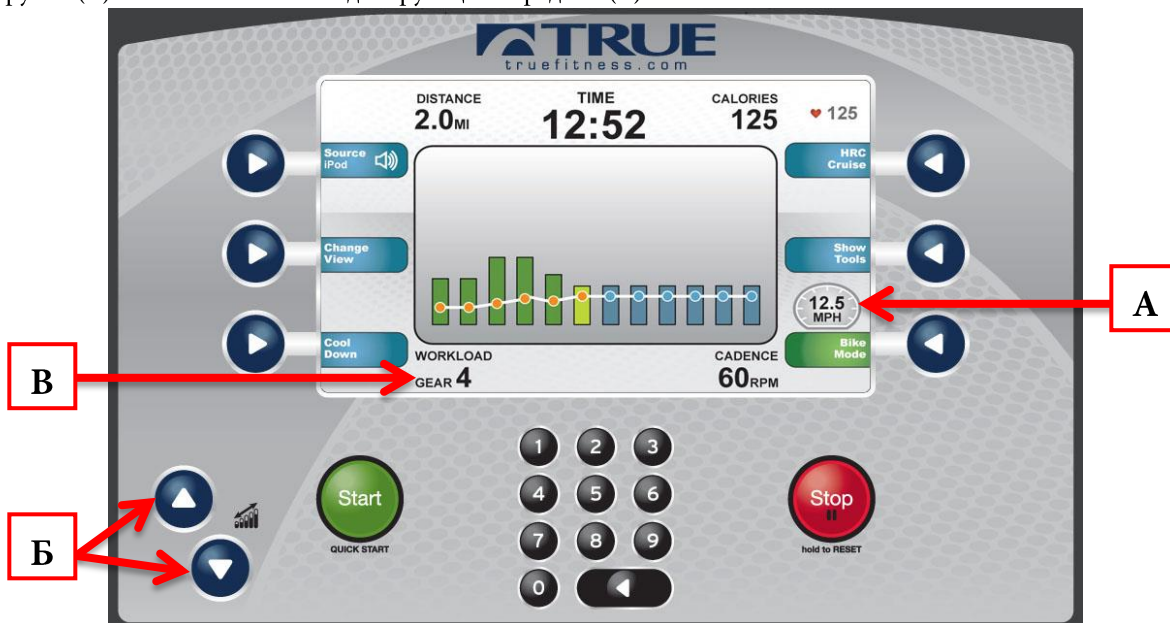 TRUE
truefitness.com
DISTANCE
2.0MI
TIME
12:52
CALORIES
125
125
Source
iPod
HRC
Cruise
Change
View
Show
Tools
12.5
MPH
А
Cool
Down
Bike
Mode
WORKLOAD
GEAR 4
CADENCE
60RPM
В
Start
QUICK START
1 2 3
4 5 6
7 8 9
0
Stop
hold to RESET
Б